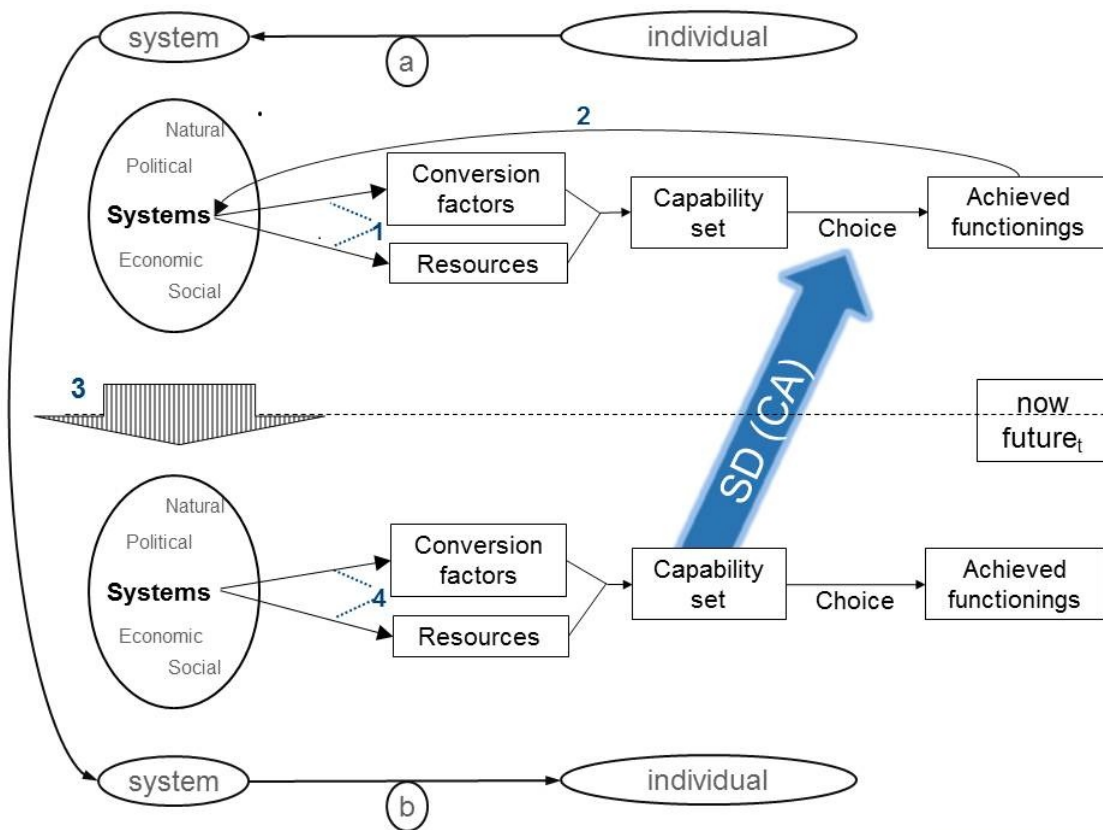 system
individual
a
2
Natural
Political
Systems
Economic
Social
1
Conversion
factors
Resources
Capability
set
Choice
Achieved
functionings
3
SD (CA)
now
futureₜ
Natural
Political
Systems
Economic
Social
4
Conversion
factors
Resources
Capability
set
Choice
Achieved
functionings
system
individual
b